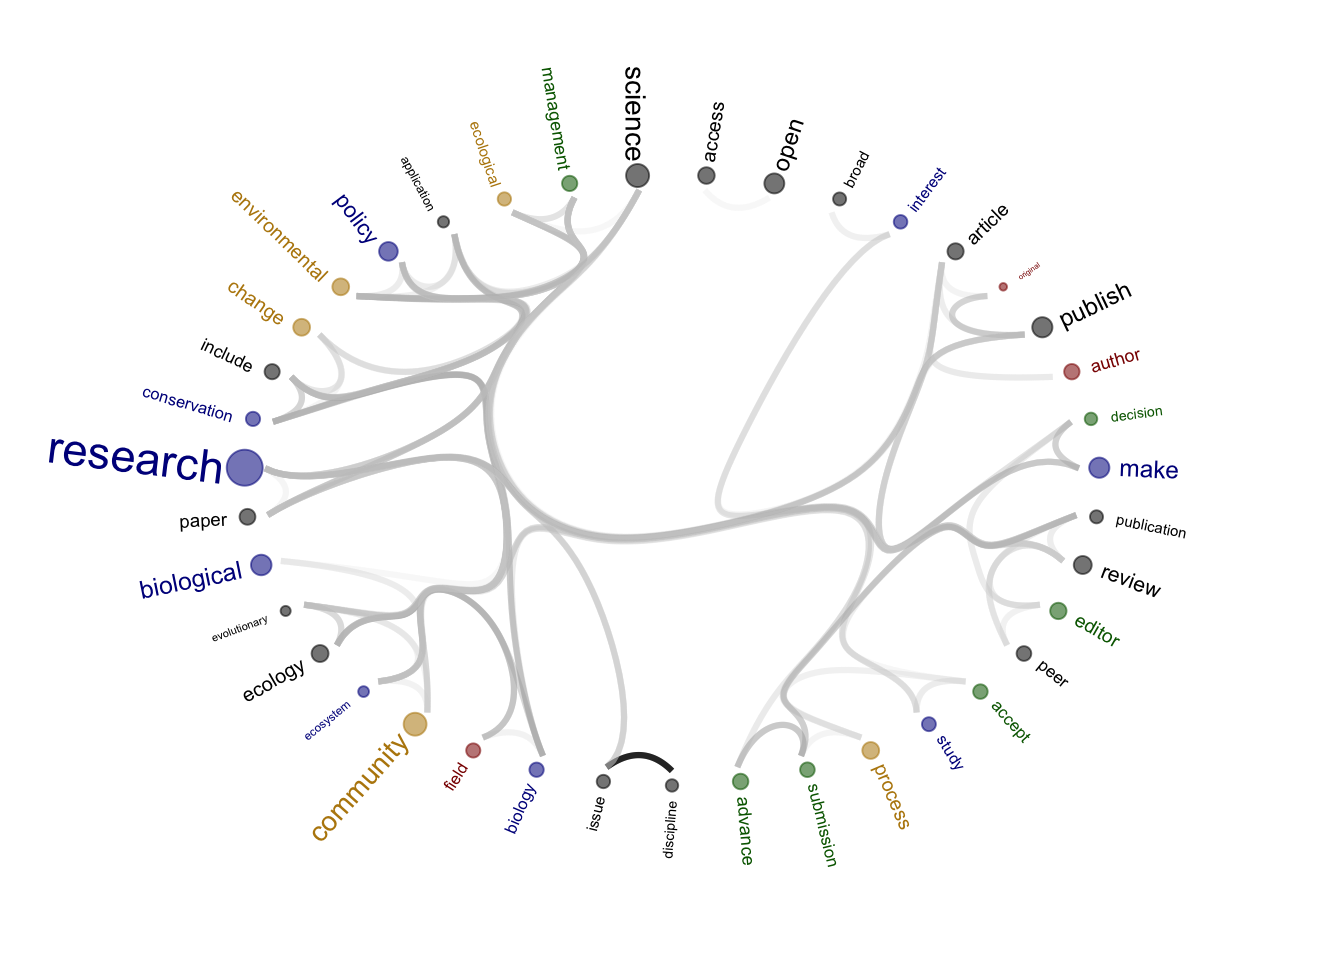 science
access
open
broad
interest
article
original
publish
author
decision
make
publication
review
editor
peer
accept
study
process
submission
advance
discipline
issue
biology
field
community
ecosystem
ecology
evolutionary
biological
paper
research
conservation
include
change
environmental
policy
application
ecological
management